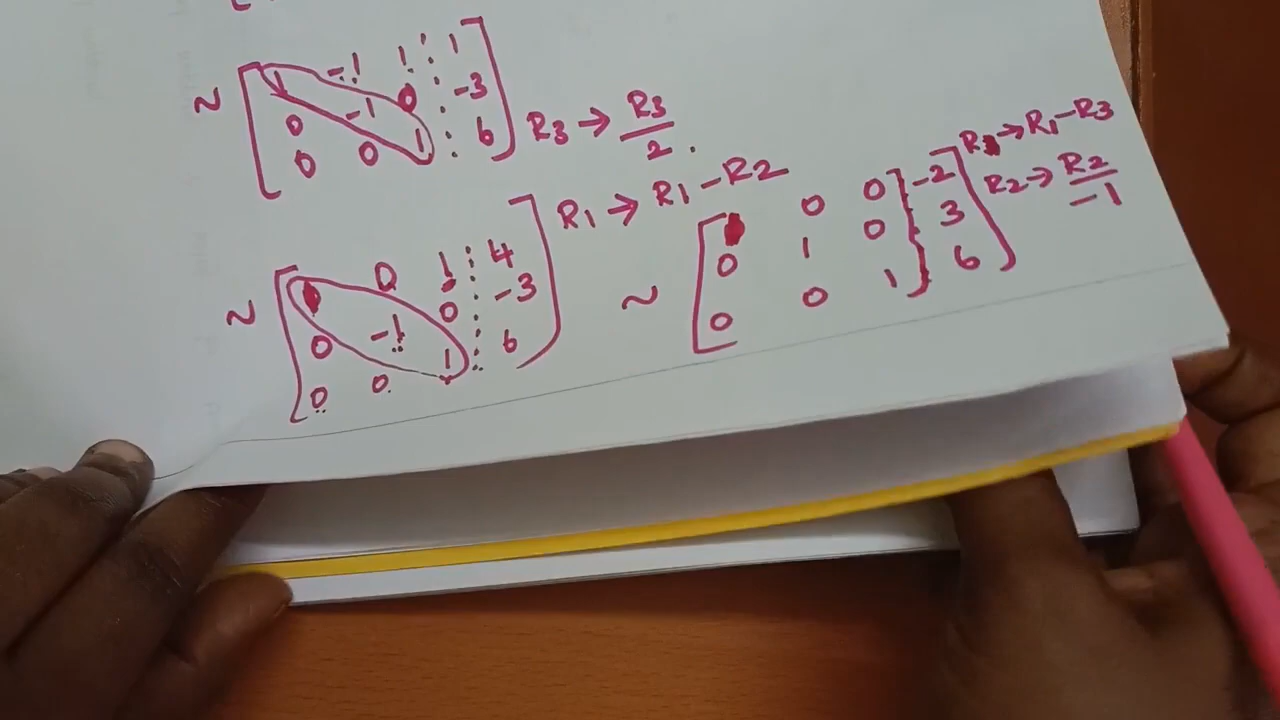 ~ [ 1 -1 1 : 1
0 -1 0 : -3
0 0 1 : 6 ] R3 → R3/2 .
~ [ 1 0 1 : 4
0 -1 0 : -3
0 0 1 : 6 ] R1 → R1 - R2
~ [ 0 0 : -2
0 1 0 : 3
0 0 1 : 6 ] R1 → R1 - R3
R2 → R2/-1